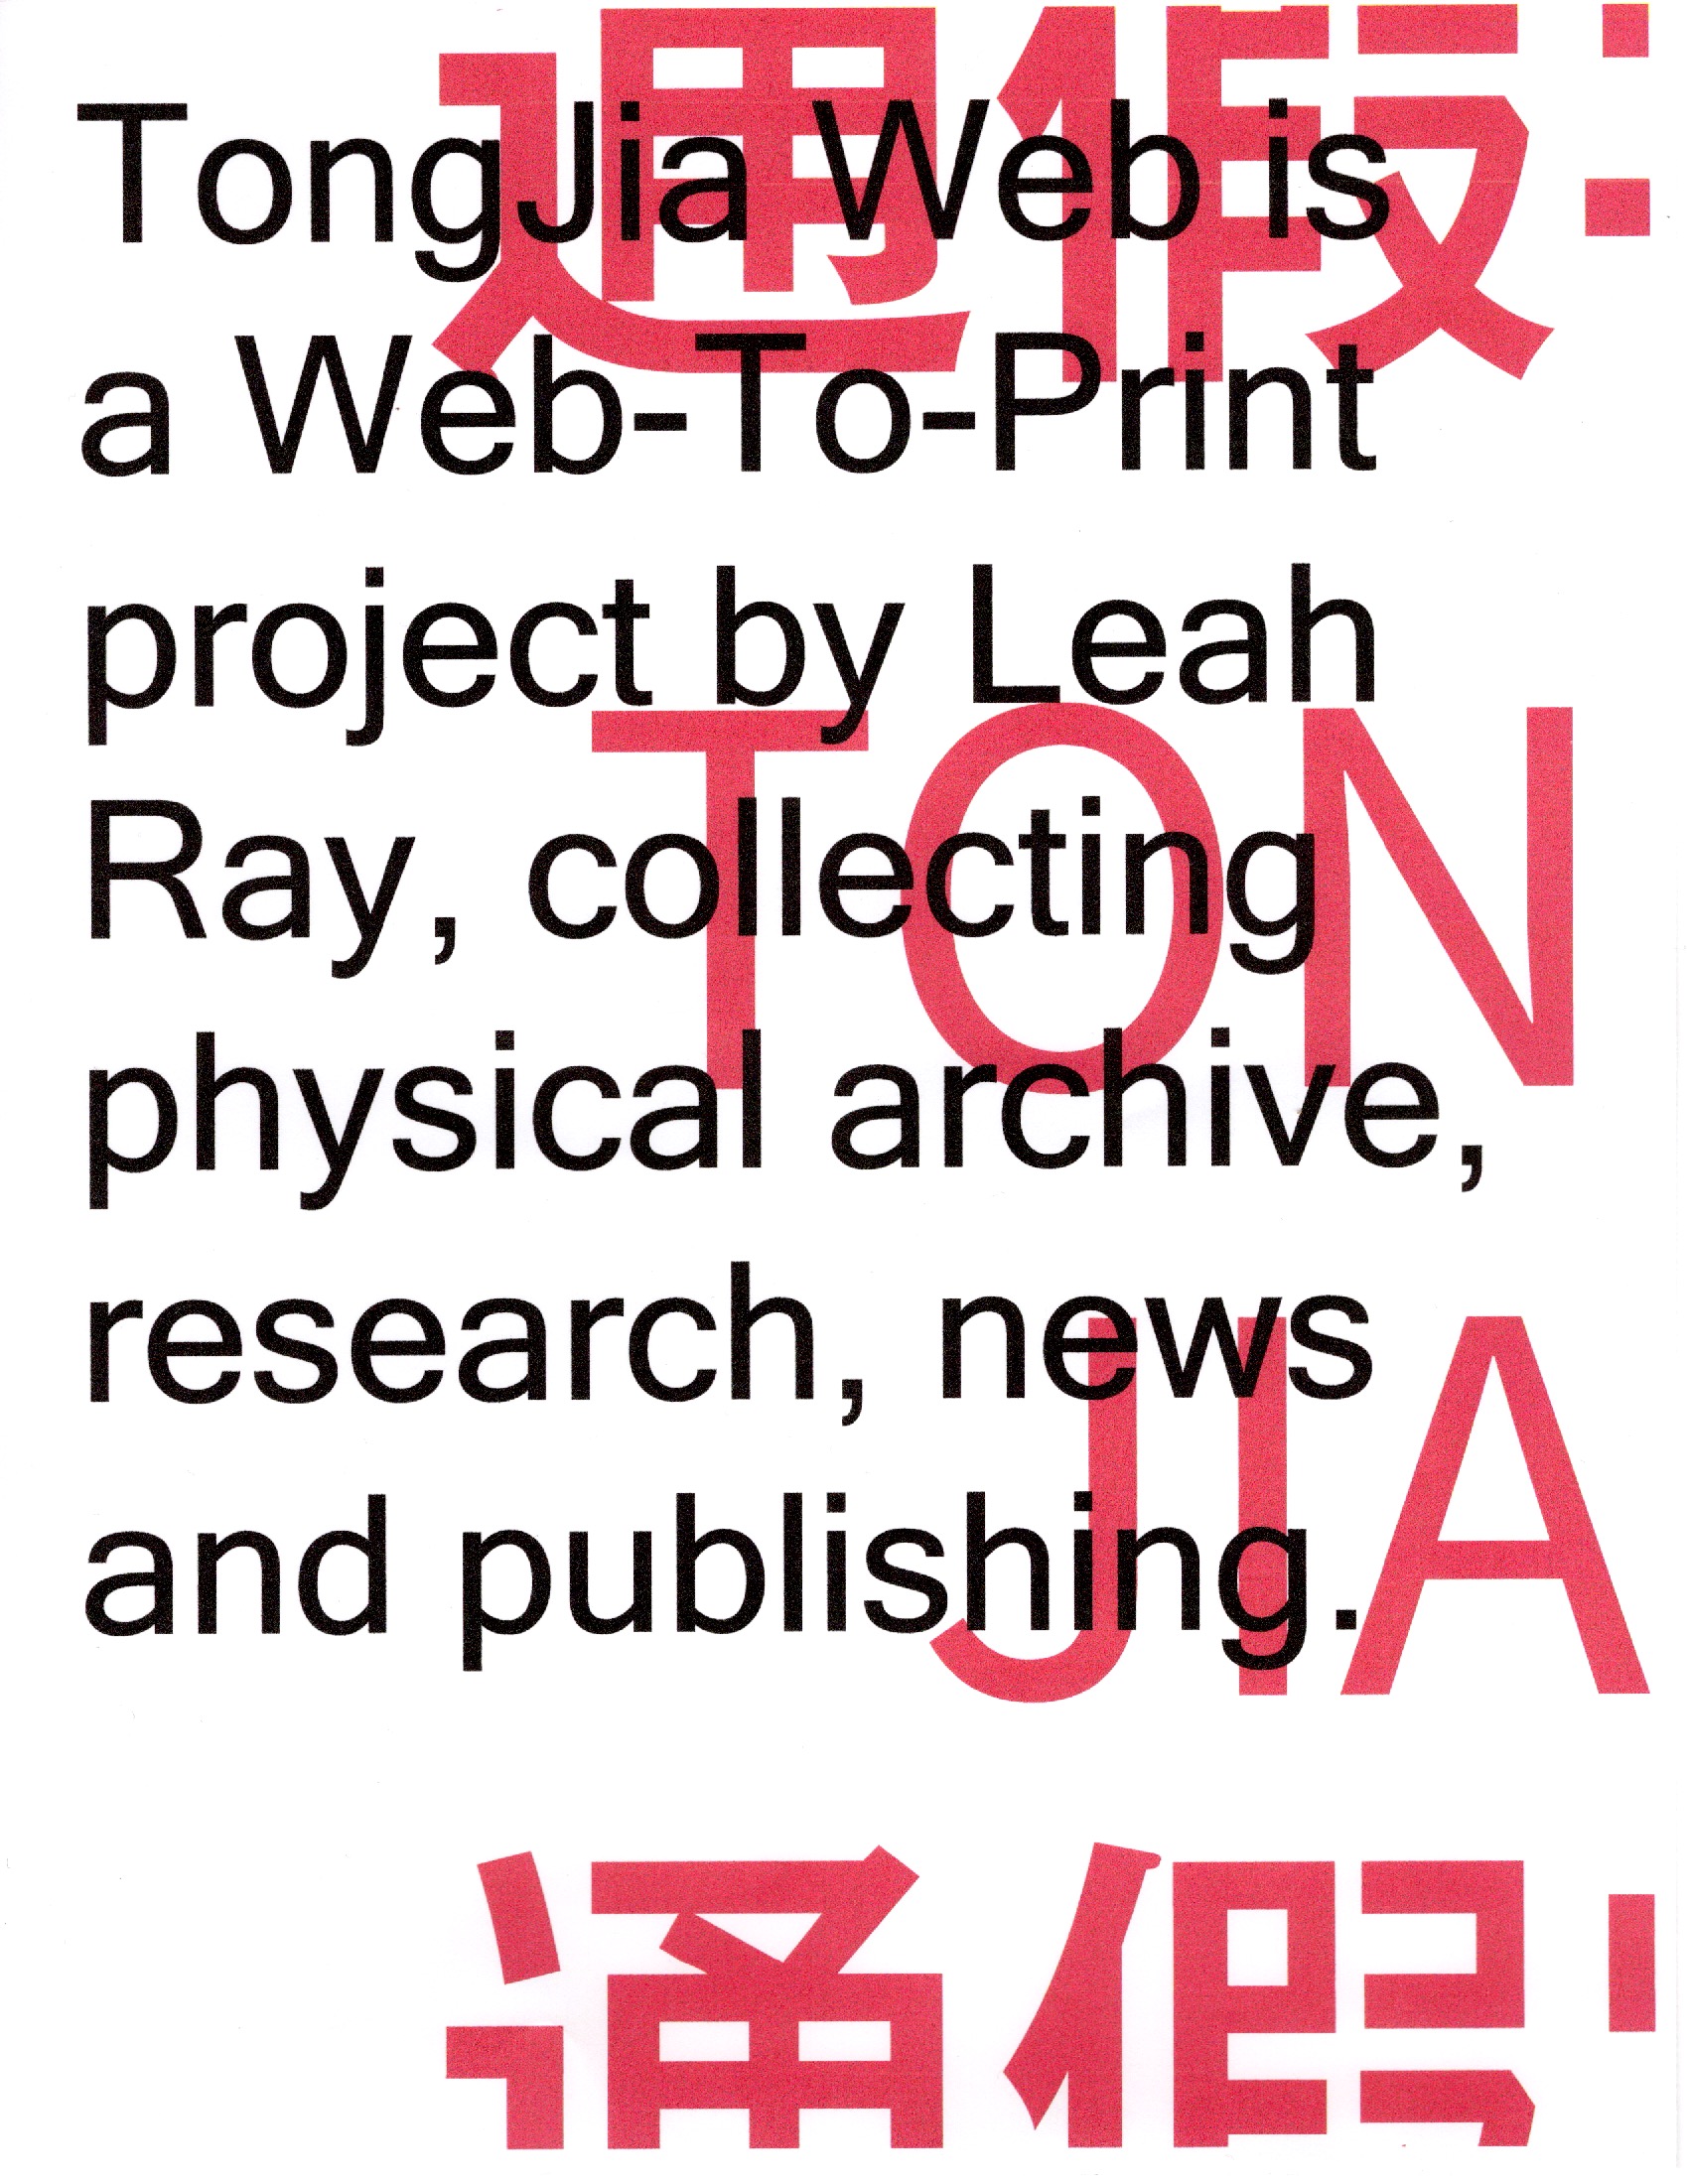 通假:
TongJia Web is
a Web-To-Print
project by Leah
TON
Ray, collecting
physical archive,
research, news
JIA
and publishing.
通假